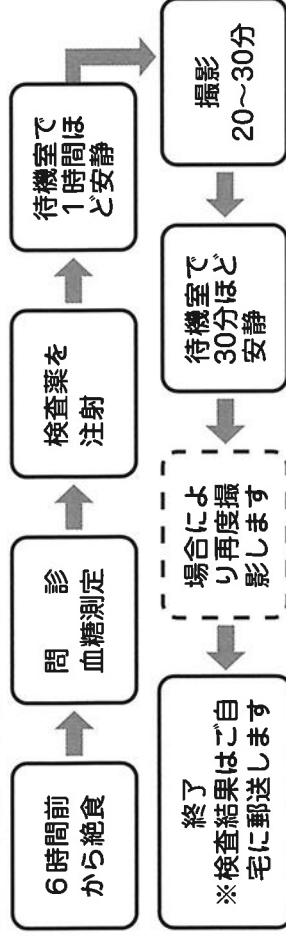 6時間前
から絶食
問　診
血糖測定
検査薬を
注射
待機室で
1時間ほ
ど安静
撮影
20～30分
待機室で
30分ほど
安静
場合によ
り再度撮
影します
終了
※検査結果はご自
宅に郵送します